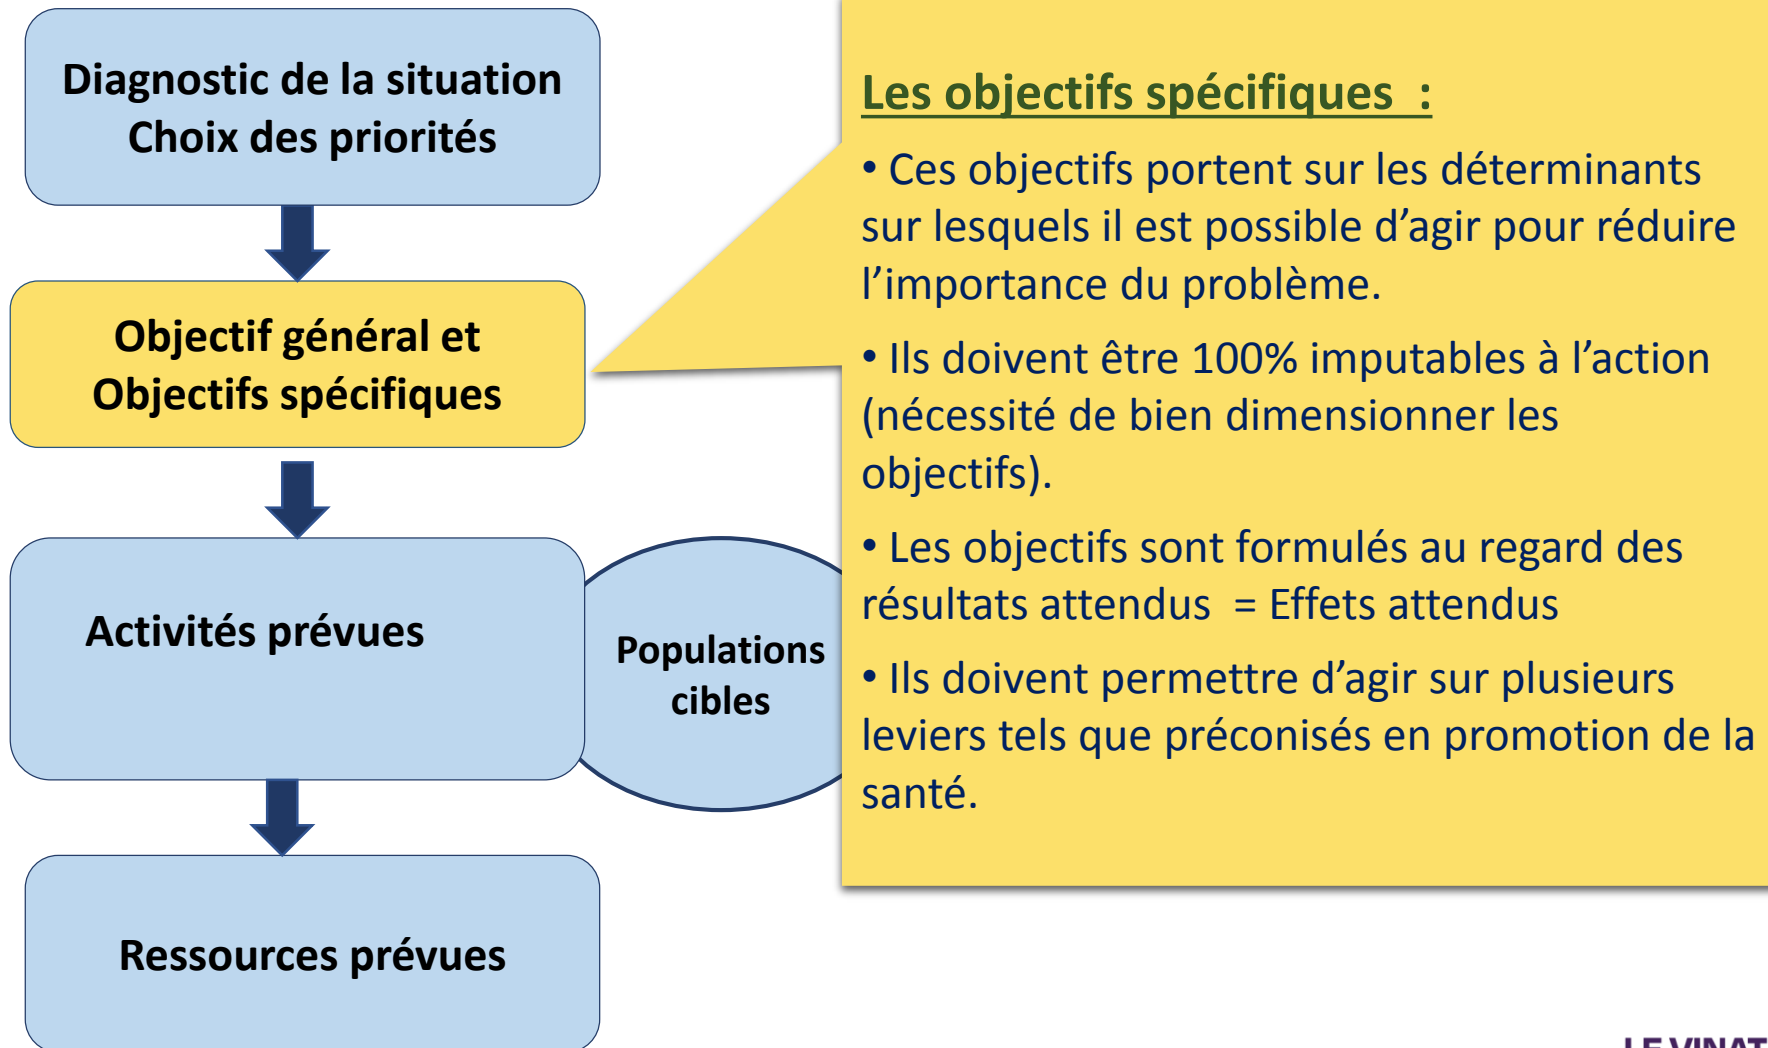 Diagnostic de la situation
Choix des priorités
Objectif général et
Objectifs spécifiques
Activités prévues
Populations
cibles
Ressources prévues
Les objectifs spécifiques :
• Ces objectifs portent sur les déterminants
sur lesquels il est possible d’agir pour réduire
l’importance du problème.
• Ils doivent être 100% imputables à l’action
(nécessité de bien dimensionner les
objectifs).
• Les objectifs sont formulés au regard des
résultats attendus = Effets attendus
• Ils doivent permettre d’agir sur plusieurs
leviers tels que préconisés en promotion de la
santé.